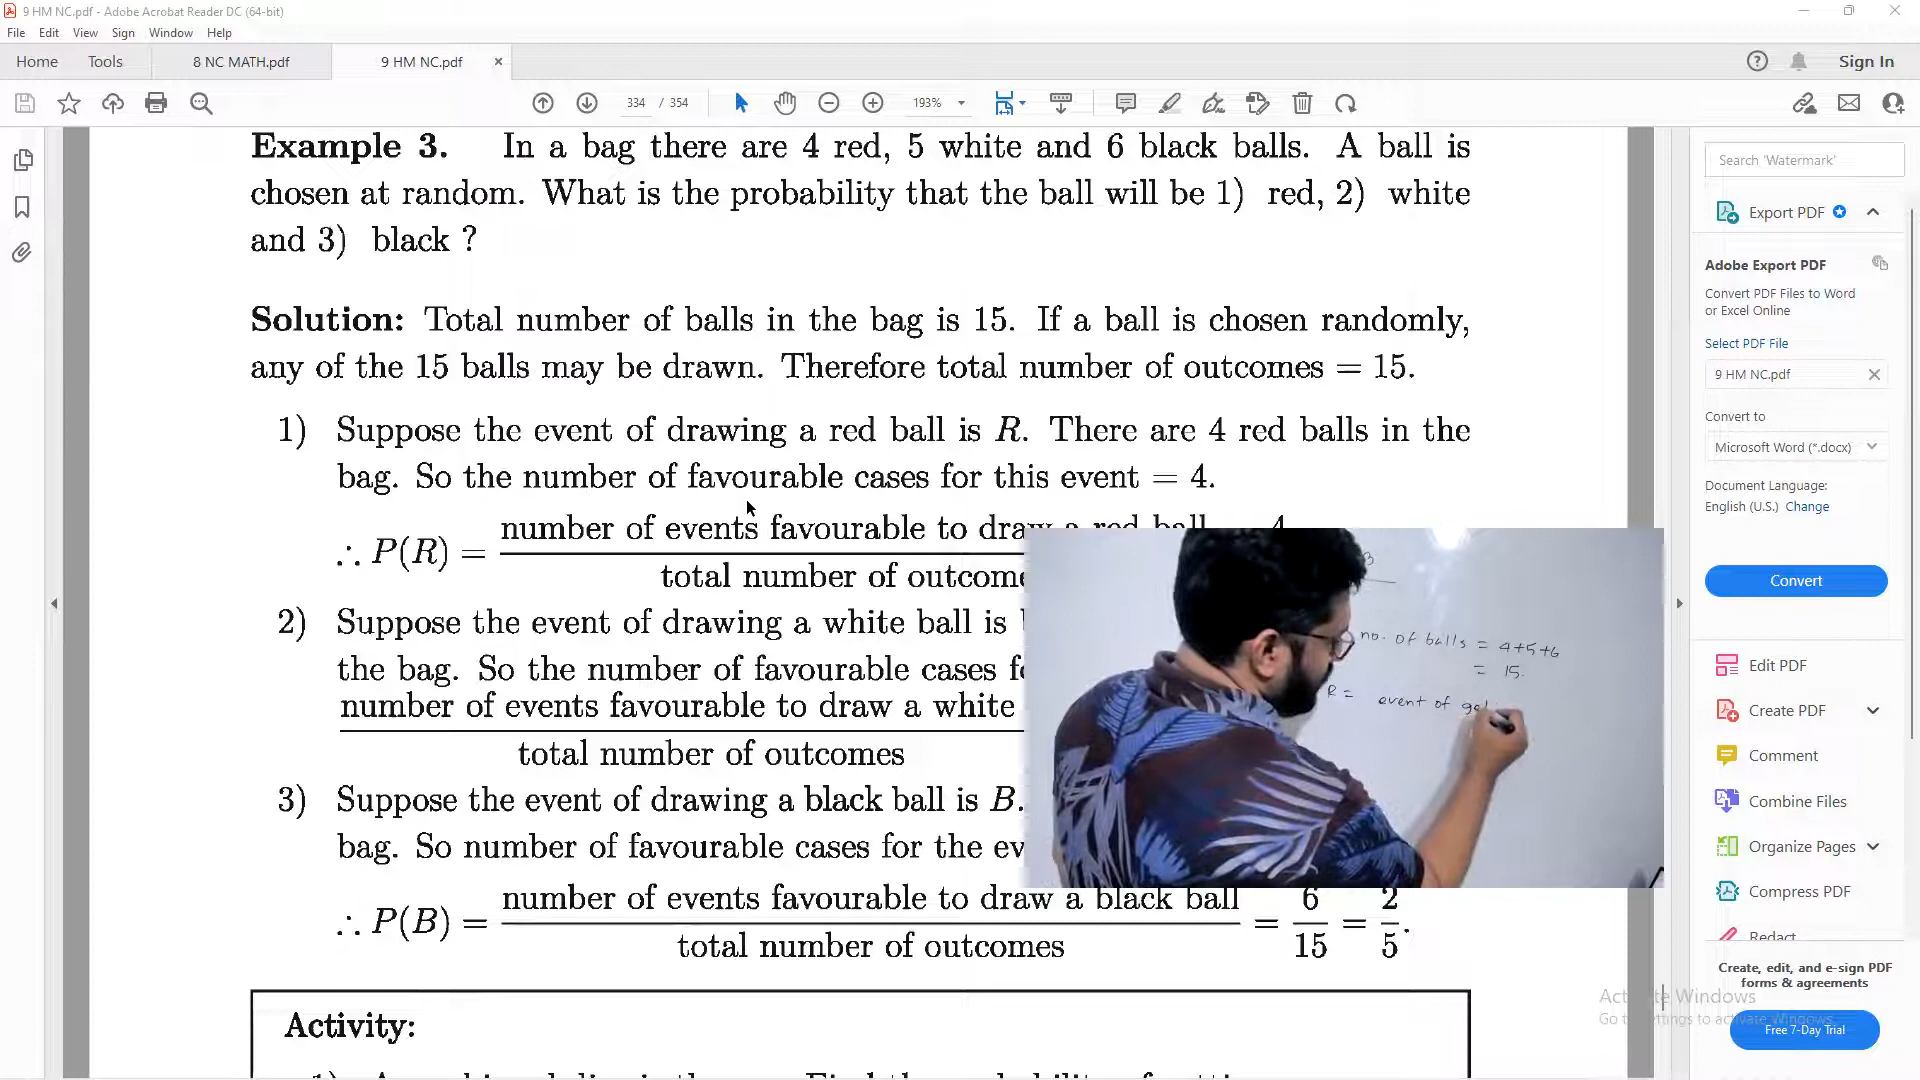 9 HM NC.pdf - Adobe Acrobat Reader DC (64-bit)
File Edit View Sign Window Help
Home Tools 8 NC MATH.pdf 9 HM NC.pdf × Sign In
334 / 354 193%
Example 3. In a bag there are 4 red, 5 white and 6 black balls. A ball is
chosen at random. What is the probability that the ball will be 1) red, 2) white
and 3) black ?
Solution: Total number of balls in the bag is 15. If a ball is chosen randomly,
any of the 15 balls may be drawn. Therefore total number of outcomes = 15.
1) Suppose the event of drawing a red ball is R. There are 4 red balls in the
bag. So the number of favourable cases for this event = 4.
number of events favourable to draw a red ball 4
∴ P(R) =
total number of outcome
2) Suppose the event of drawing a white ball is
the bag. So the number of favourable cases f
number of events favourable to draw a white
total number of outcomes
3) Suppose the event of drawing a black ball is B.
bag. So number of favourable cases for the ev
number of events favourable to draw a black ball 6 2
∴ P(B) = = =
total number of outcomes 15 5.
Activity:
no. of balls = 4+5+6
= 15.
R = event of
Search 'Watermark'
Export PDF
Adobe Export PDF
Convert PDF Files to Word
or Excel Online
Select PDF File
9 HM NC.pdf
Convert to
Microsoft Word (*.docx)
Document Language:
English (U.S.) Change
Convert
Edit PDF
Create PDF
Comment
Combine Files
Organize Pages
Compress PDF
Redact
Create, edit, and e-sign PDF
forms & agreements
Activate Windows
Go to Settings to activate Windows.
Free 7-Day Trial